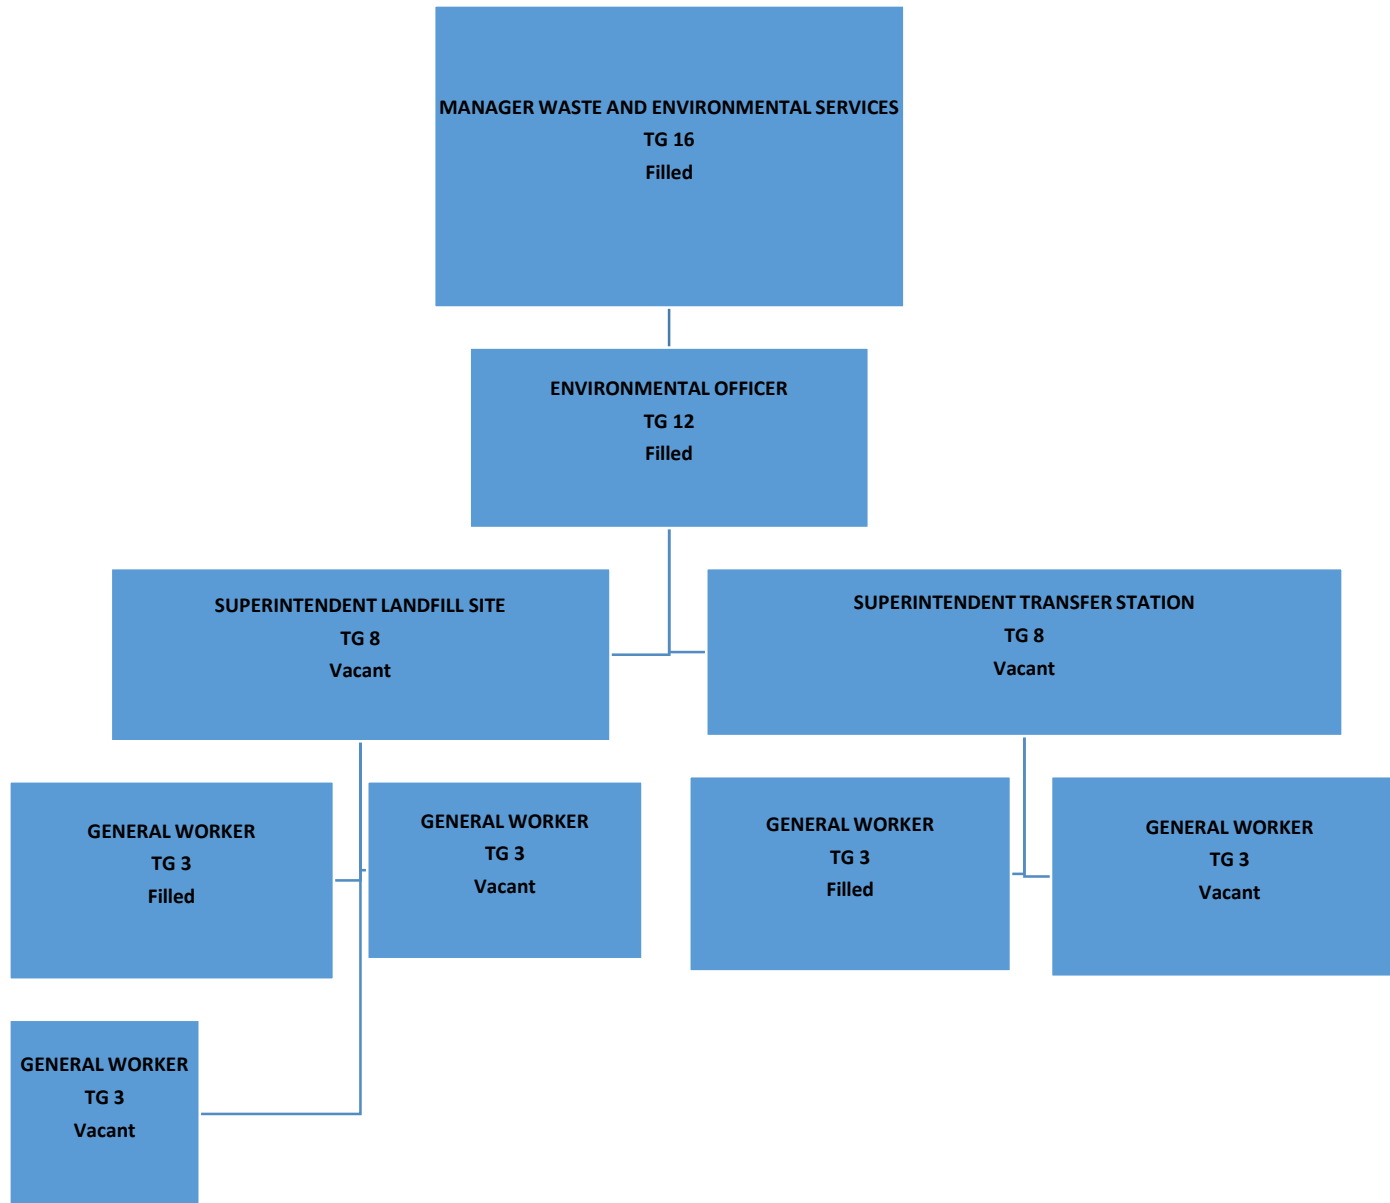 MANAGER WASTE AND ENVIRONMENTAL SERVICES
TG 16
Filled
ENVIRONMENTAL OFFICER
TG 12
Filled
SUPERINTENDENT LANDFILL SITE
TG 8
Vacant
SUPERINTENDENT TRANSFER STATION
TG 8
Vacant
GENERAL WORKER
TG 3
Filled
GENERAL WORKER
TG 3
Vacant
GENERAL WORKER
TG 3
Filled
GENERAL WORKER
TG 3
Vacant
GENERAL WORKER
TG 3
Vacant